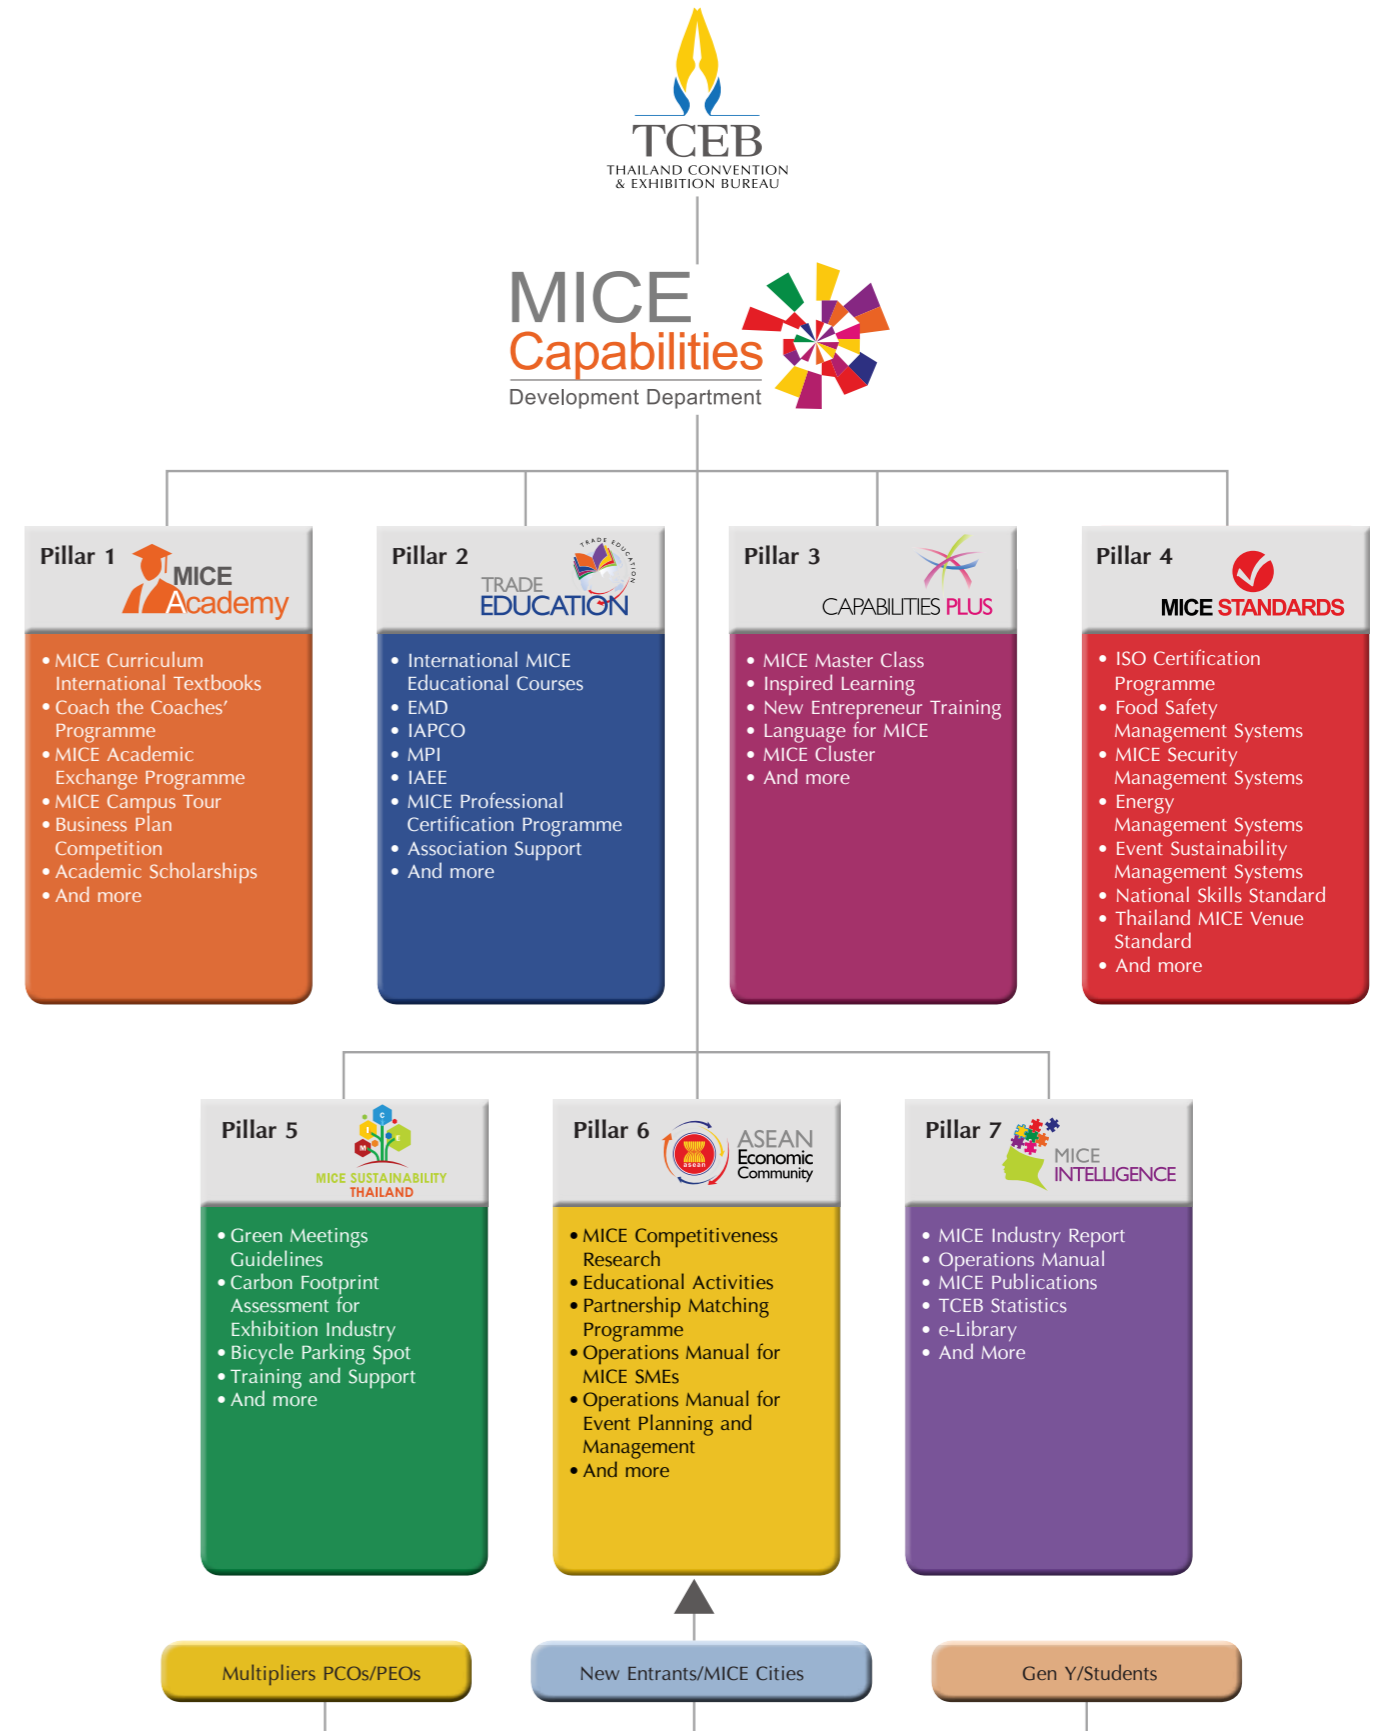 TCEB
THAILAND CONVENTION
& EXHIBITION BUREAU
MICE
Capabilities
Development Department
Pillar 1
MICE
Academy
• MICE Curriculum
International Textbooks
• Coach the Coaches’
Programme
• MICE Academic
Exchange Programme
• MICE Campus Tour
• Business Plan
Competition
• Academic Scholarships
• And more
Pillar 2
TRADE EDUCATION
TRADE
EDUCATION
• International MICE
Educational Courses
• EMD
• IAPCO
• MPI
• IAEE
• MICE Professional
Certification Programme
• Association Support
• And more
Pillar 3
CAPABILITIES PLUS
• MICE Master Class
• Inspired Learning
• New Entrepreneur Training
• Language for MICE
• MICE Cluster
• And more
Pillar 4
MICE STANDARDS
• ISO Certification
Programme
• Food Safety
Management Systems
• MICE Security
Management Systems
• Energy
Management Systems
• Event Sustainability
Management Systems
• National Skills Standard
• Thailand MICE Venue
Standard
• And more
Pillar 5
M I C E
MICE SUSTAINABILITY
THAILAND
• Green Meetings
Guidelines
• Carbon Footprint
Assessment for
Exhibition Industry
• Bicycle Parking Spot
• Training and Support
• And more
Pillar 6
asean
ASEAN
Economic
Community
• MICE Competitiveness
Research
• Educational Activities
• Partnership Matching
Programme
• Operations Manual for
MICE SMEs
• Operations Manual for
Event Planning and
Management
• And more
Pillar 7
MICE
INTELLIGENCE
• MICE Industry Report
• Operations Manual
• MICE Publications
• TCEB Statistics
• e-Library
• And More
Multipliers PCOs/PEOs
New Entrants/MICE Cities
Gen Y/Students